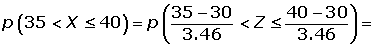 p(35 < X ≤ 40) = p(35 − 30 / 3.46 < Z ≤ 40 − 30 / 3.46) =